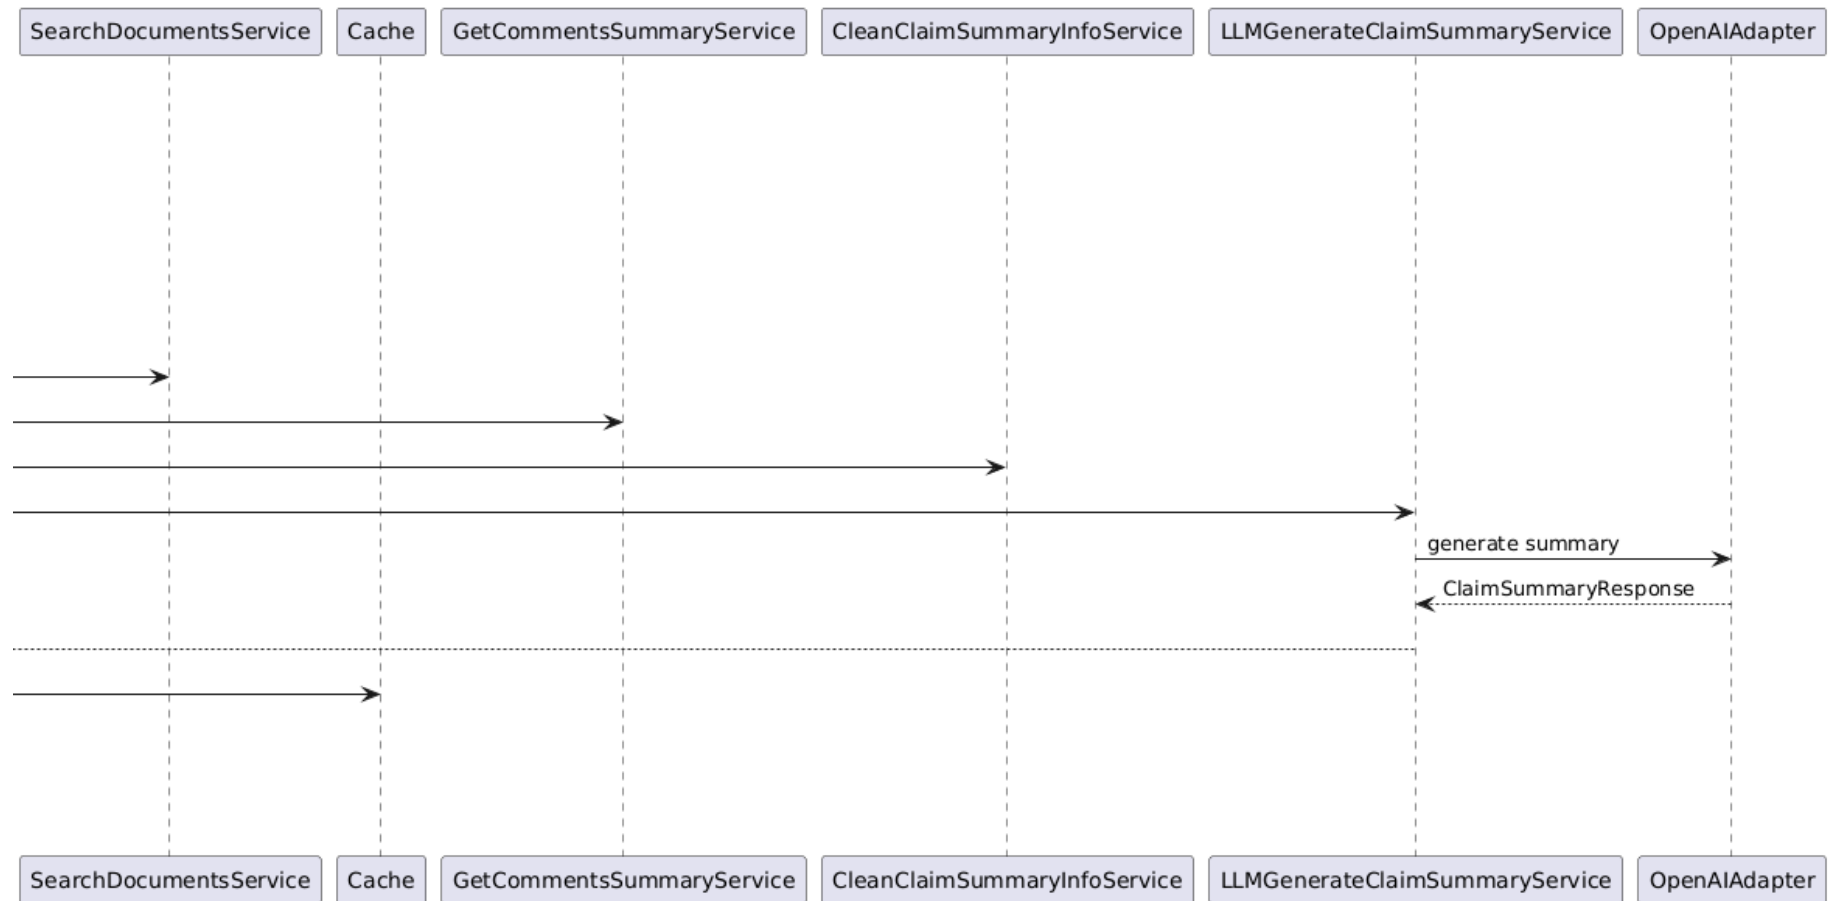 SearchDocumentsService Cache GetCommentsSummaryService CleanClaimSummaryInfoService LLMGenerateClaimSummaryService OpenAIAdapter
generate summary
ClaimSummaryResponse
SearchDocumentsService Cache GetCommentsSummaryService CleanClaimSummaryInfoService LLMGenerateClaimSummaryService OpenAIAdapter